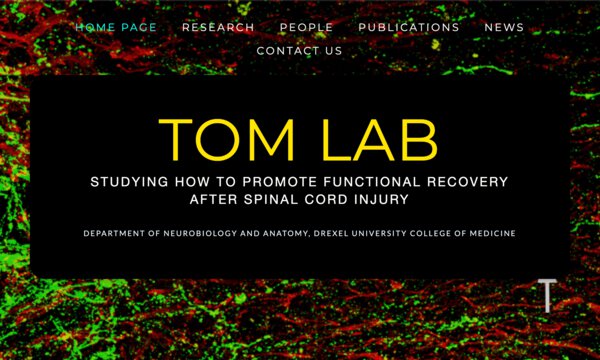 HOME PAGE RESEARCH PEOPLE PUBLICATIONS NEWS
CONTACT US
TOM LAB
STUDYING HOW TO PROMOTE FUNCTIONAL RECOVERY
AFTER SPINAL CORD INJURY
DEPARTMENT OF NEUROBIOLOGY AND ANATOMY, DREXEL UNIVERSITY COLLEGE OF MEDICINE
T